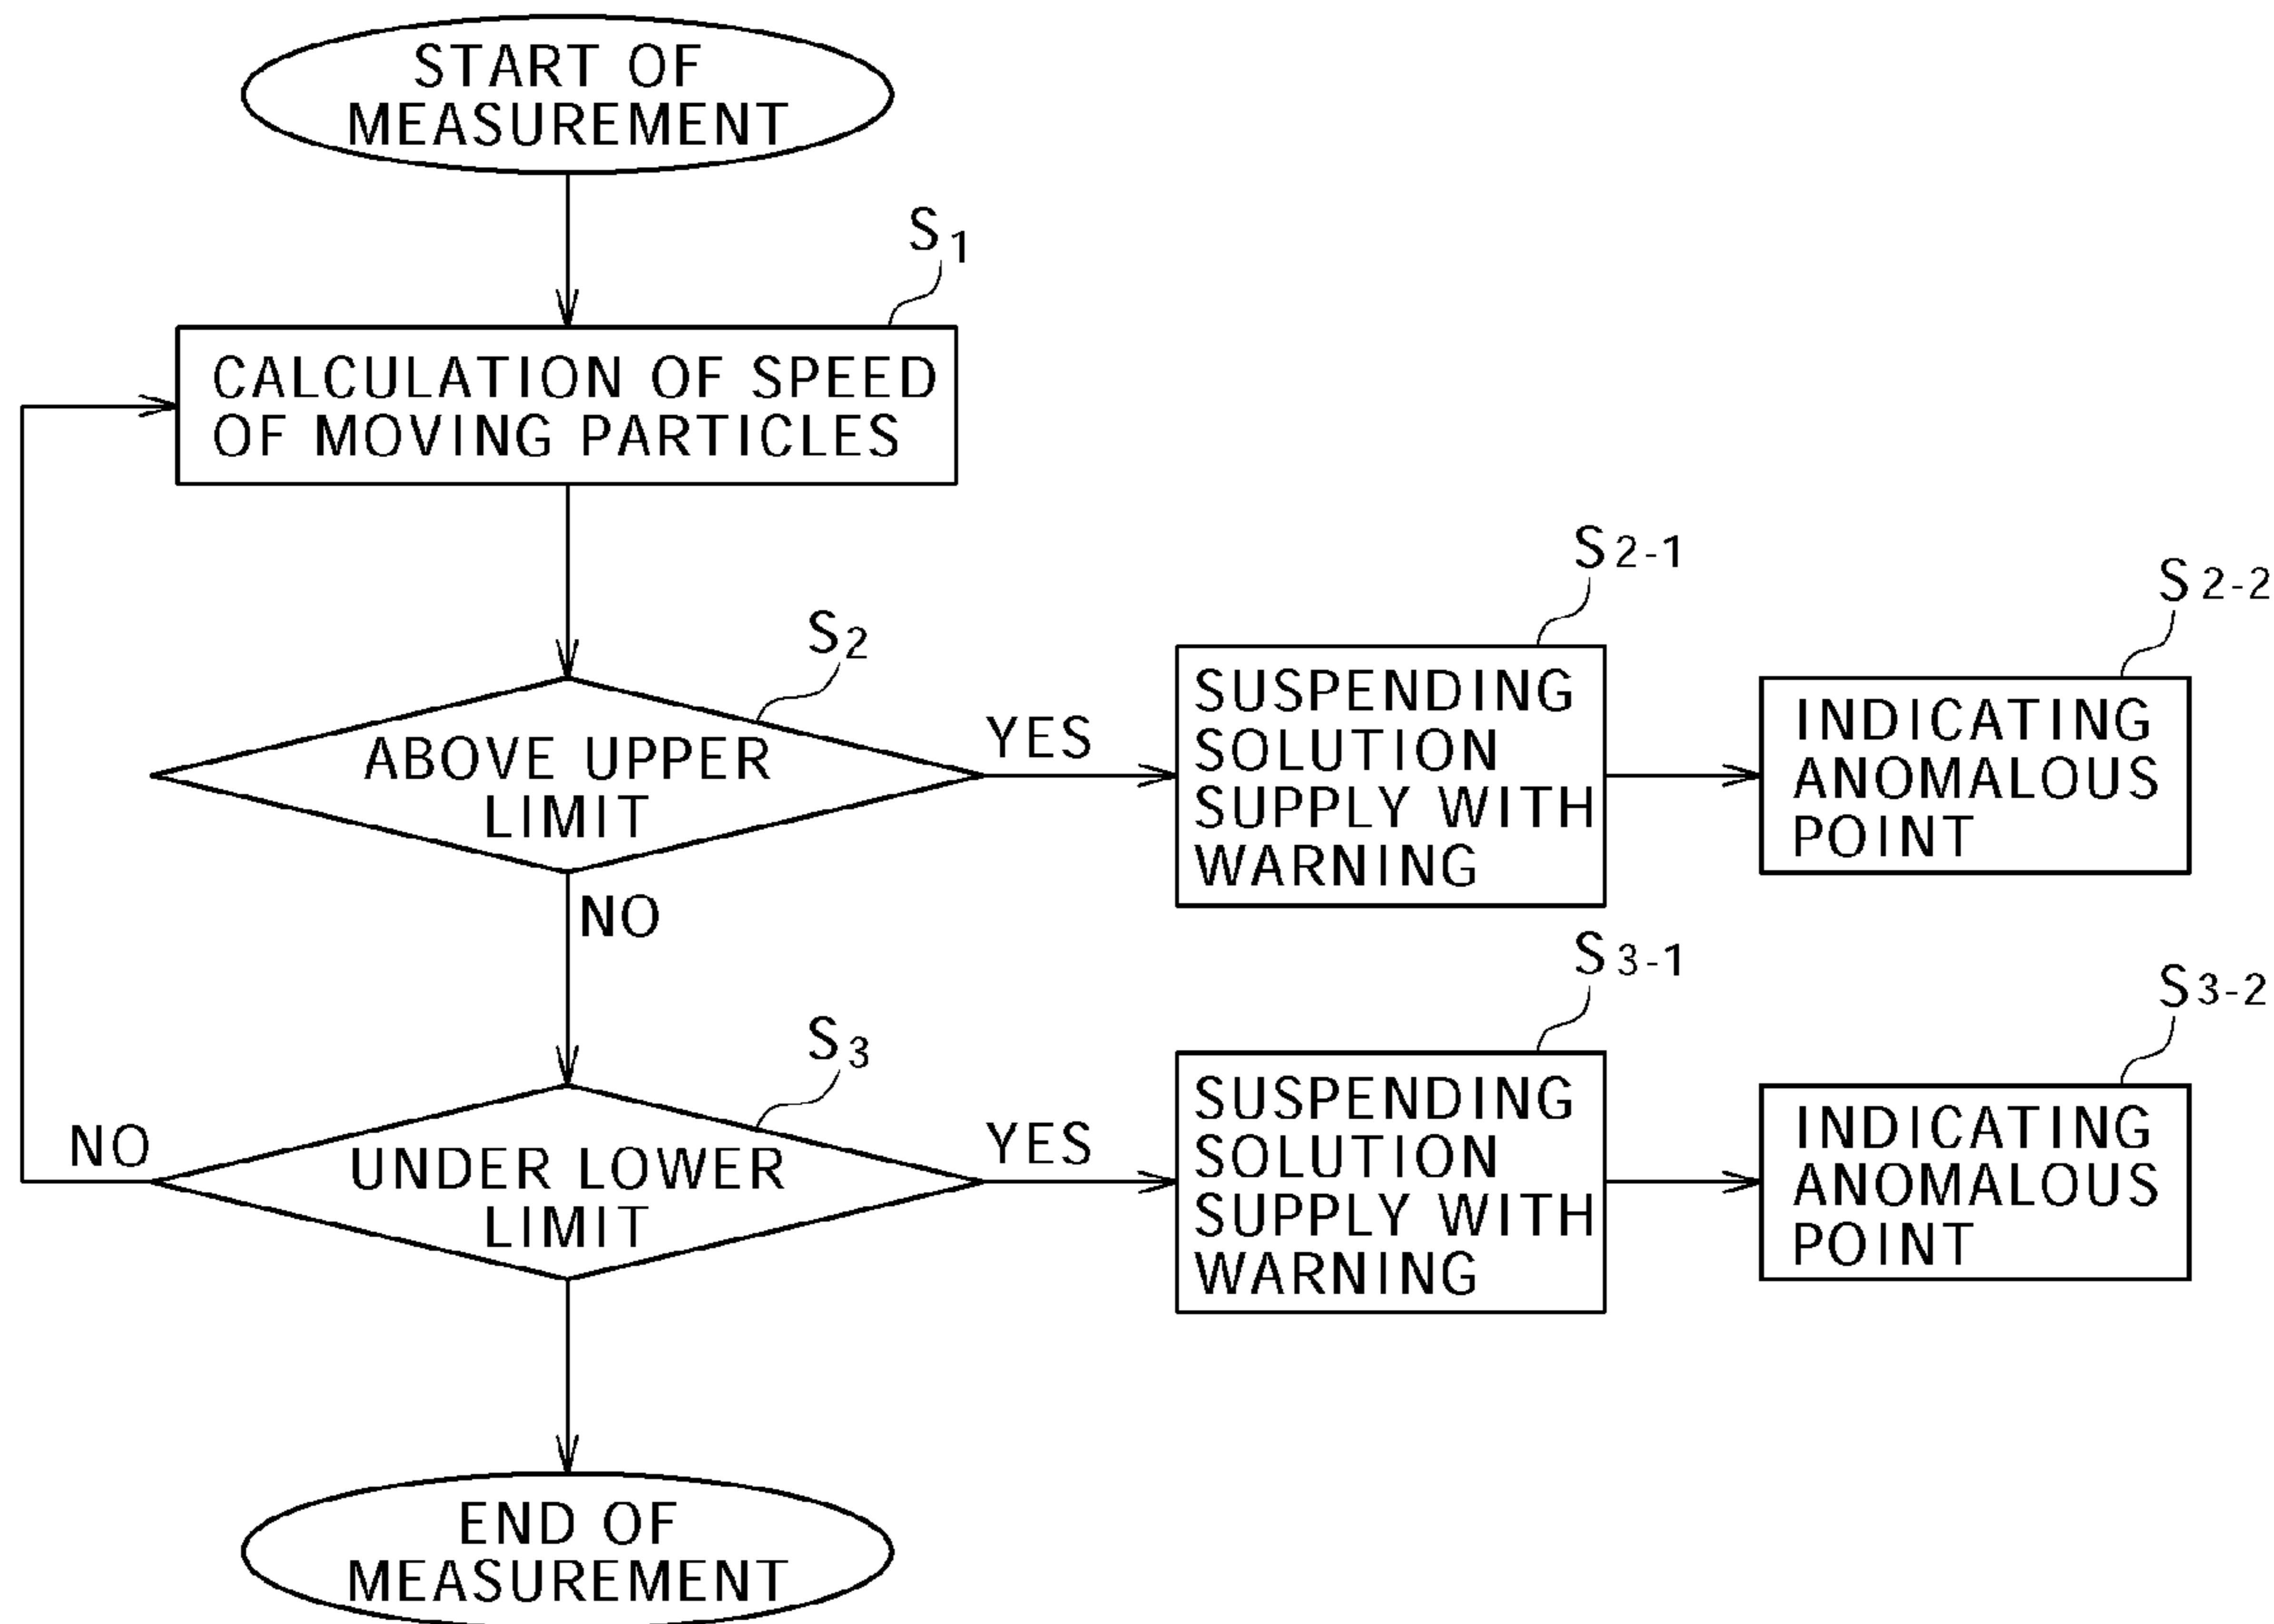 START OF
MEASUREMENT
S1
CALCULATION OF SPEED
OF MOVING PARTICLES
S2
ABOVE UPPER
LIMIT
YES
NO
S2-1
SUSPENDING
SOLUTION
SUPPLY WITH
WARNING
S2-2
INDICATING
ANOMALOUS
POINT
S3
UNDER LOWER
LIMIT
NO
YES
S3-1
SUSPENDING
SOLUTION
SUPPLY WITH
WARNING
S3-2
INDICATING
ANOMALOUS
POINT
END OF
MEASUREMENT